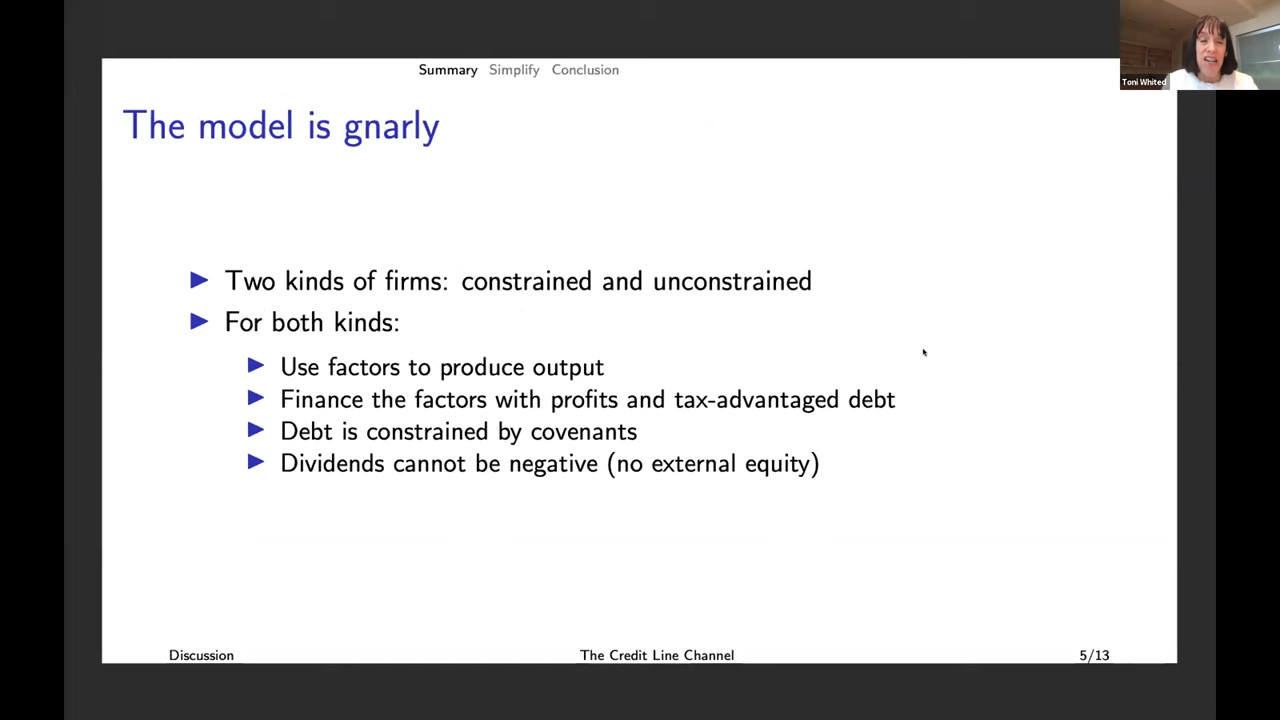 Toni Whited
Summary Simplify Conclusion
The model is gnarly
Two kinds of firms: constrained and unconstrained
For both kinds:
Use factors to produce output
Finance the factors with profits and tax-advantaged debt
Debt is constrained by covenants
Dividends cannot be negative (no external equity)
Discussion The Credit Line Channel 5/13